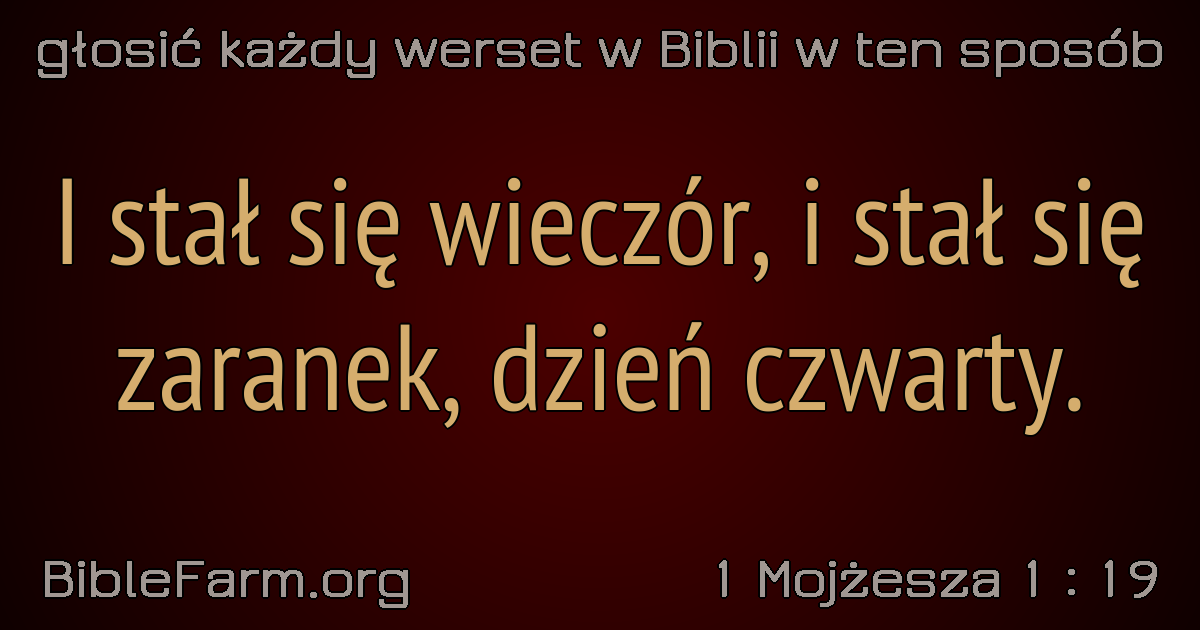 głosić każdy werset w Biblii w ten sposób
I stał się wieczór, i stał się
zaranek, dzień czwarty.
BibleFarm.org
1 Mojżesza 1 : 19